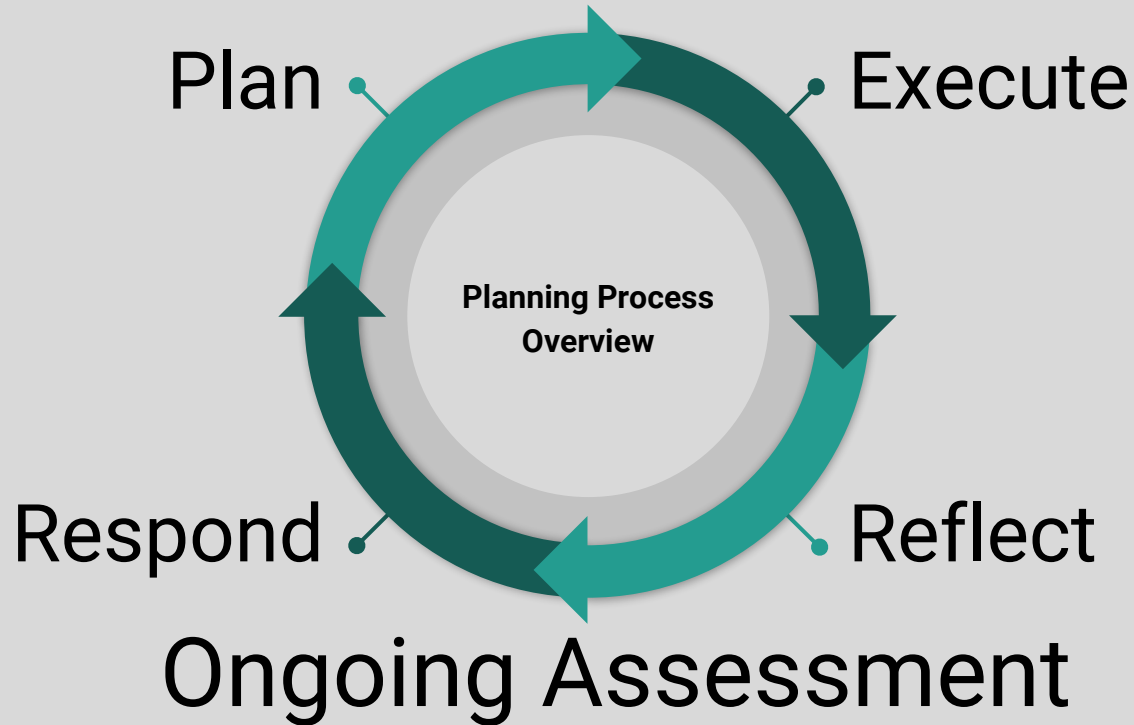 Plan
Execute
Planning Process
Overview
Respond
Reflect
Ongoing Assessment